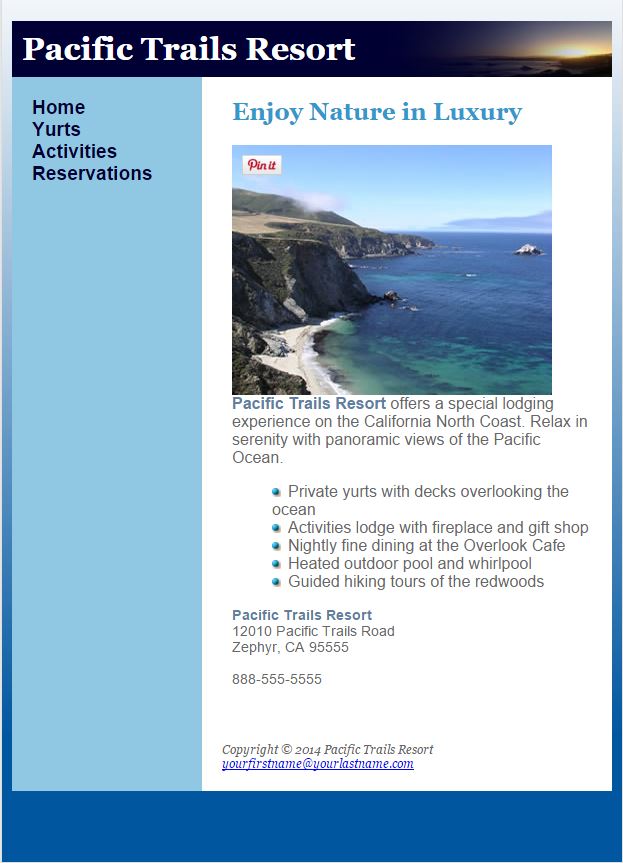 Pacific Trails Resort
Home
Yurts
Activities
Reservations
Enjoy Nature in Luxury
Pin it
Pacific Trails Resort offers a special lodging
experience on the California North Coast. Relax in
serenity with panoramic views of the Pacific
Ocean.
Private yurts with decks overlooking the
ocean
Activities lodge with fireplace and gift shop
Nightly fine dining at the Overlook Cafe
Heated outdoor pool and whirlpool
Guided hiking tours of the redwoods
Pacific Trails Resort
12010 Pacific Trails Road
Zephyr, CA 95555
888-555-5555
Copyright © 2014 Pacific Trails Resort
yourfirstname@yourlastname.com